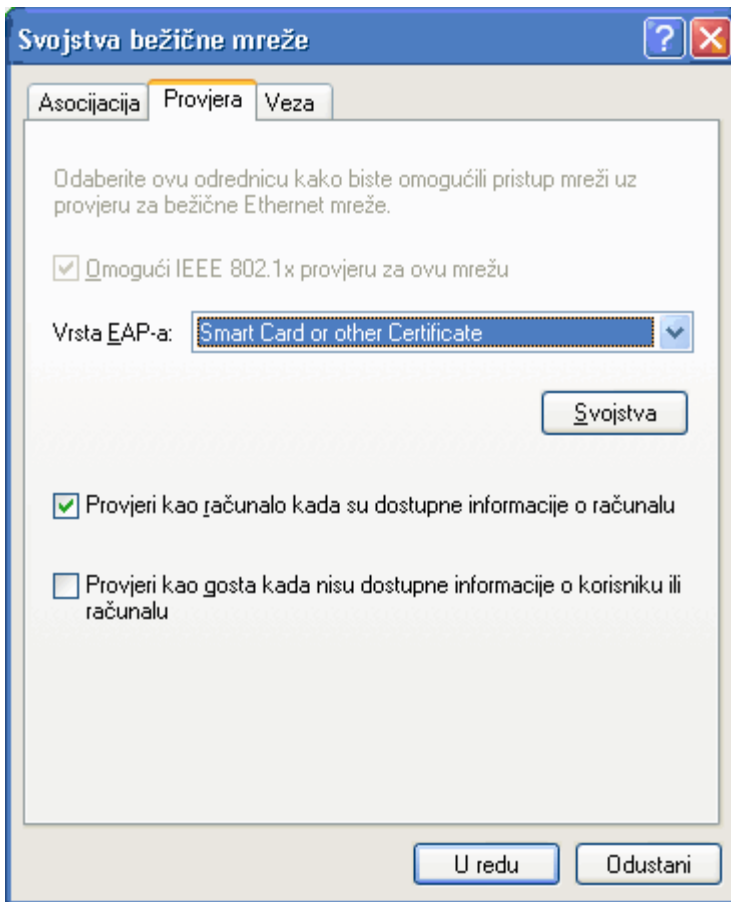 Svojstva bežične mreže
Asocijacija Provjera Veza
Odaberite ovu odrednicu kako biste omogućili pristup mreži uz
provjeru za bežične Ethernet mreže.
Omogući IEEE 802.1x provjeru za ovu mrežu
Vrsta EAP-a: Smart Card or other Certificate
Svojstva
Provjeri kao računalo kada su dostupne informacije o računalu
Provjeri kao gosta kada nisu dostupne informacije o korisniku ili
računalu
U redu Odustani